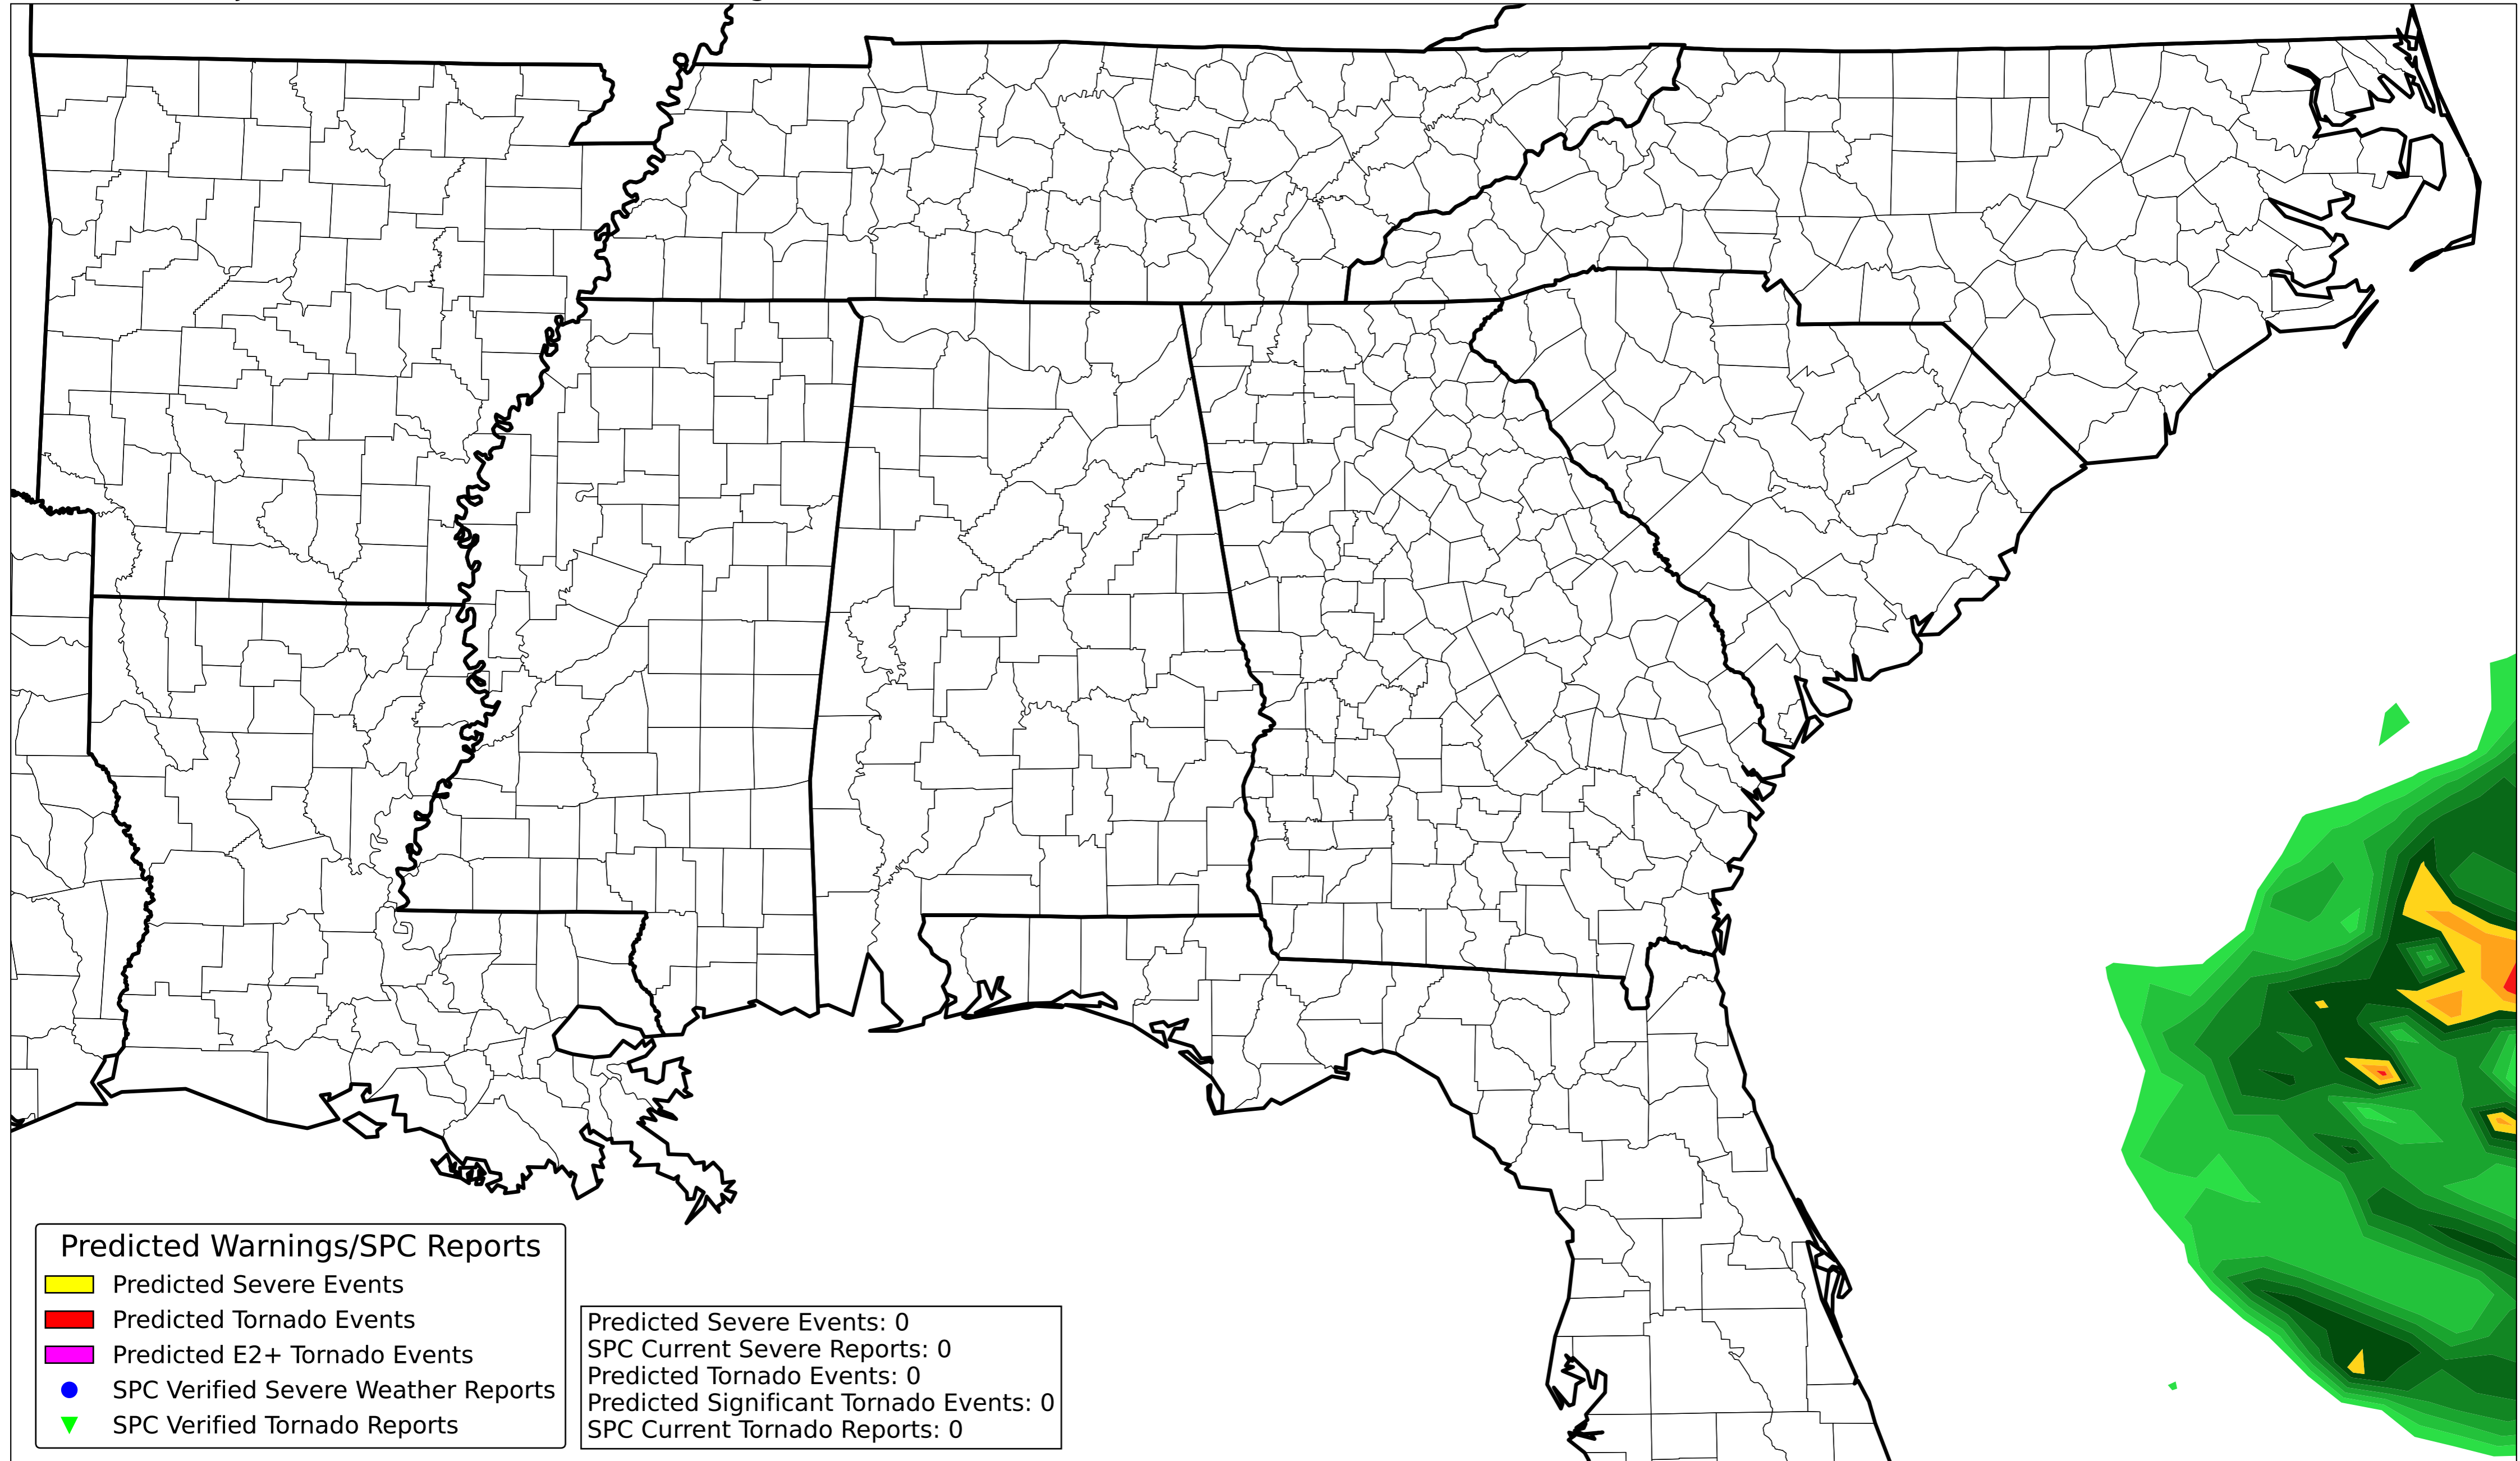 Predicted Warnings/SPC Reports
Predicted Severe Events
Predicted Tornado Events
Predicted E2+ Tornado Events
SPC Verified Severe Weather Reports
SPC Verified Tornado Reports
Predicted Severe Events: 0
SPC Current Severe Reports: 0
Predicted Tornado Events: 0
Predicted Significant Tornado Events: 0
SPC Current Tornado Reports: 0